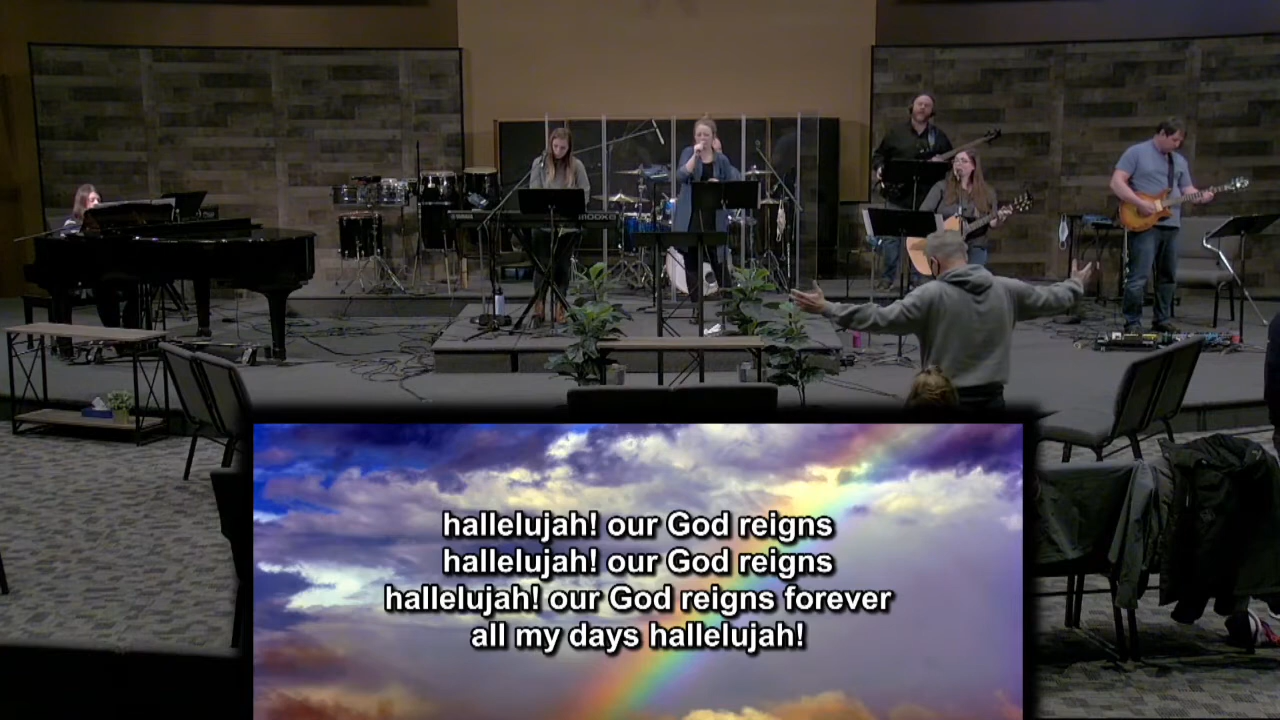 hallelujah! our God reigns
hallelujah! our God reigns
hallelujah! our God reigns forever
all my days hallelujah!